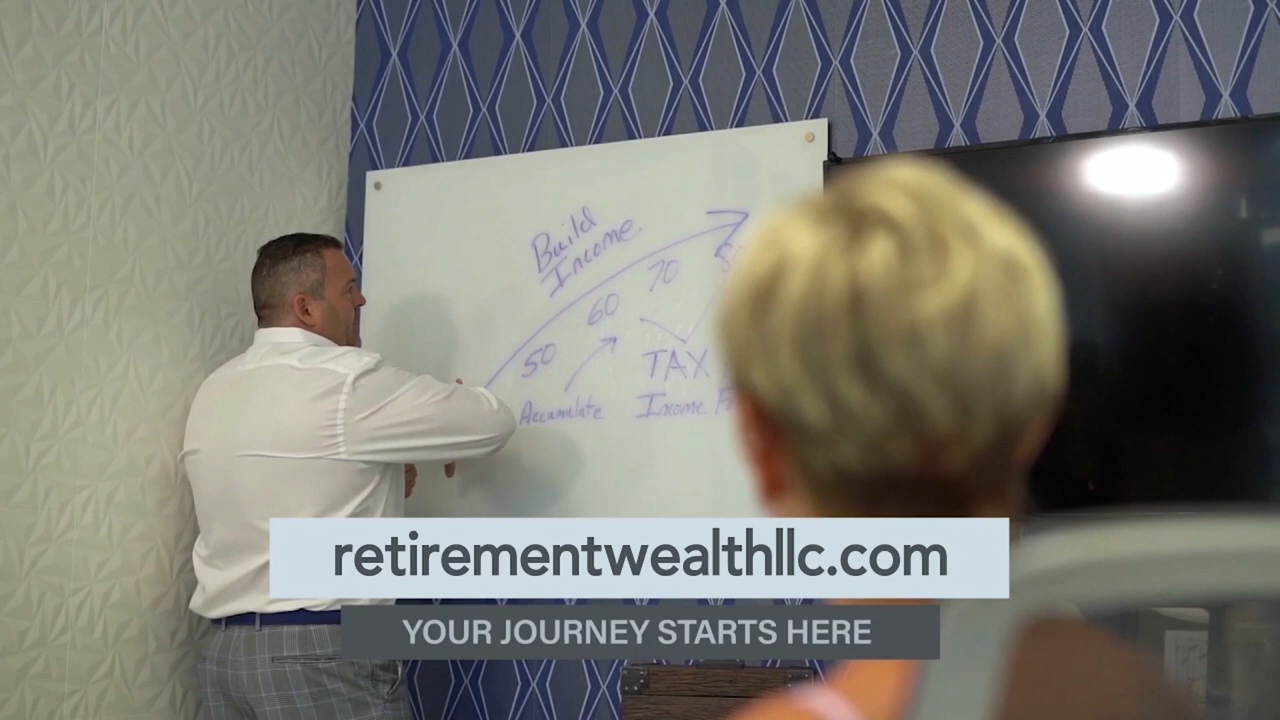 Build
Income
50
60
70
TAX
Accumulate
Income
retirementwealthllc.com
YOUR JOURNEY STARTS HERE